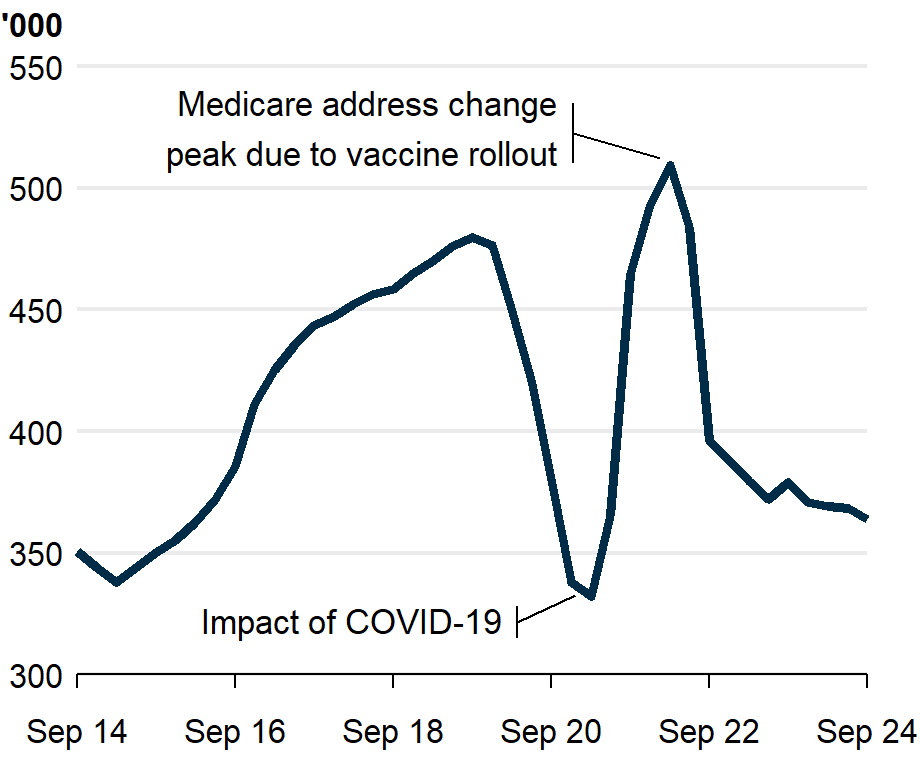 '000
550
Medicare address change
peak due to vaccine rollout
500
450
400
350
Impact of COVID-19
300
Sep 14 Sep 16 Sep 18 Sep 20 Sep 22 Sep 24